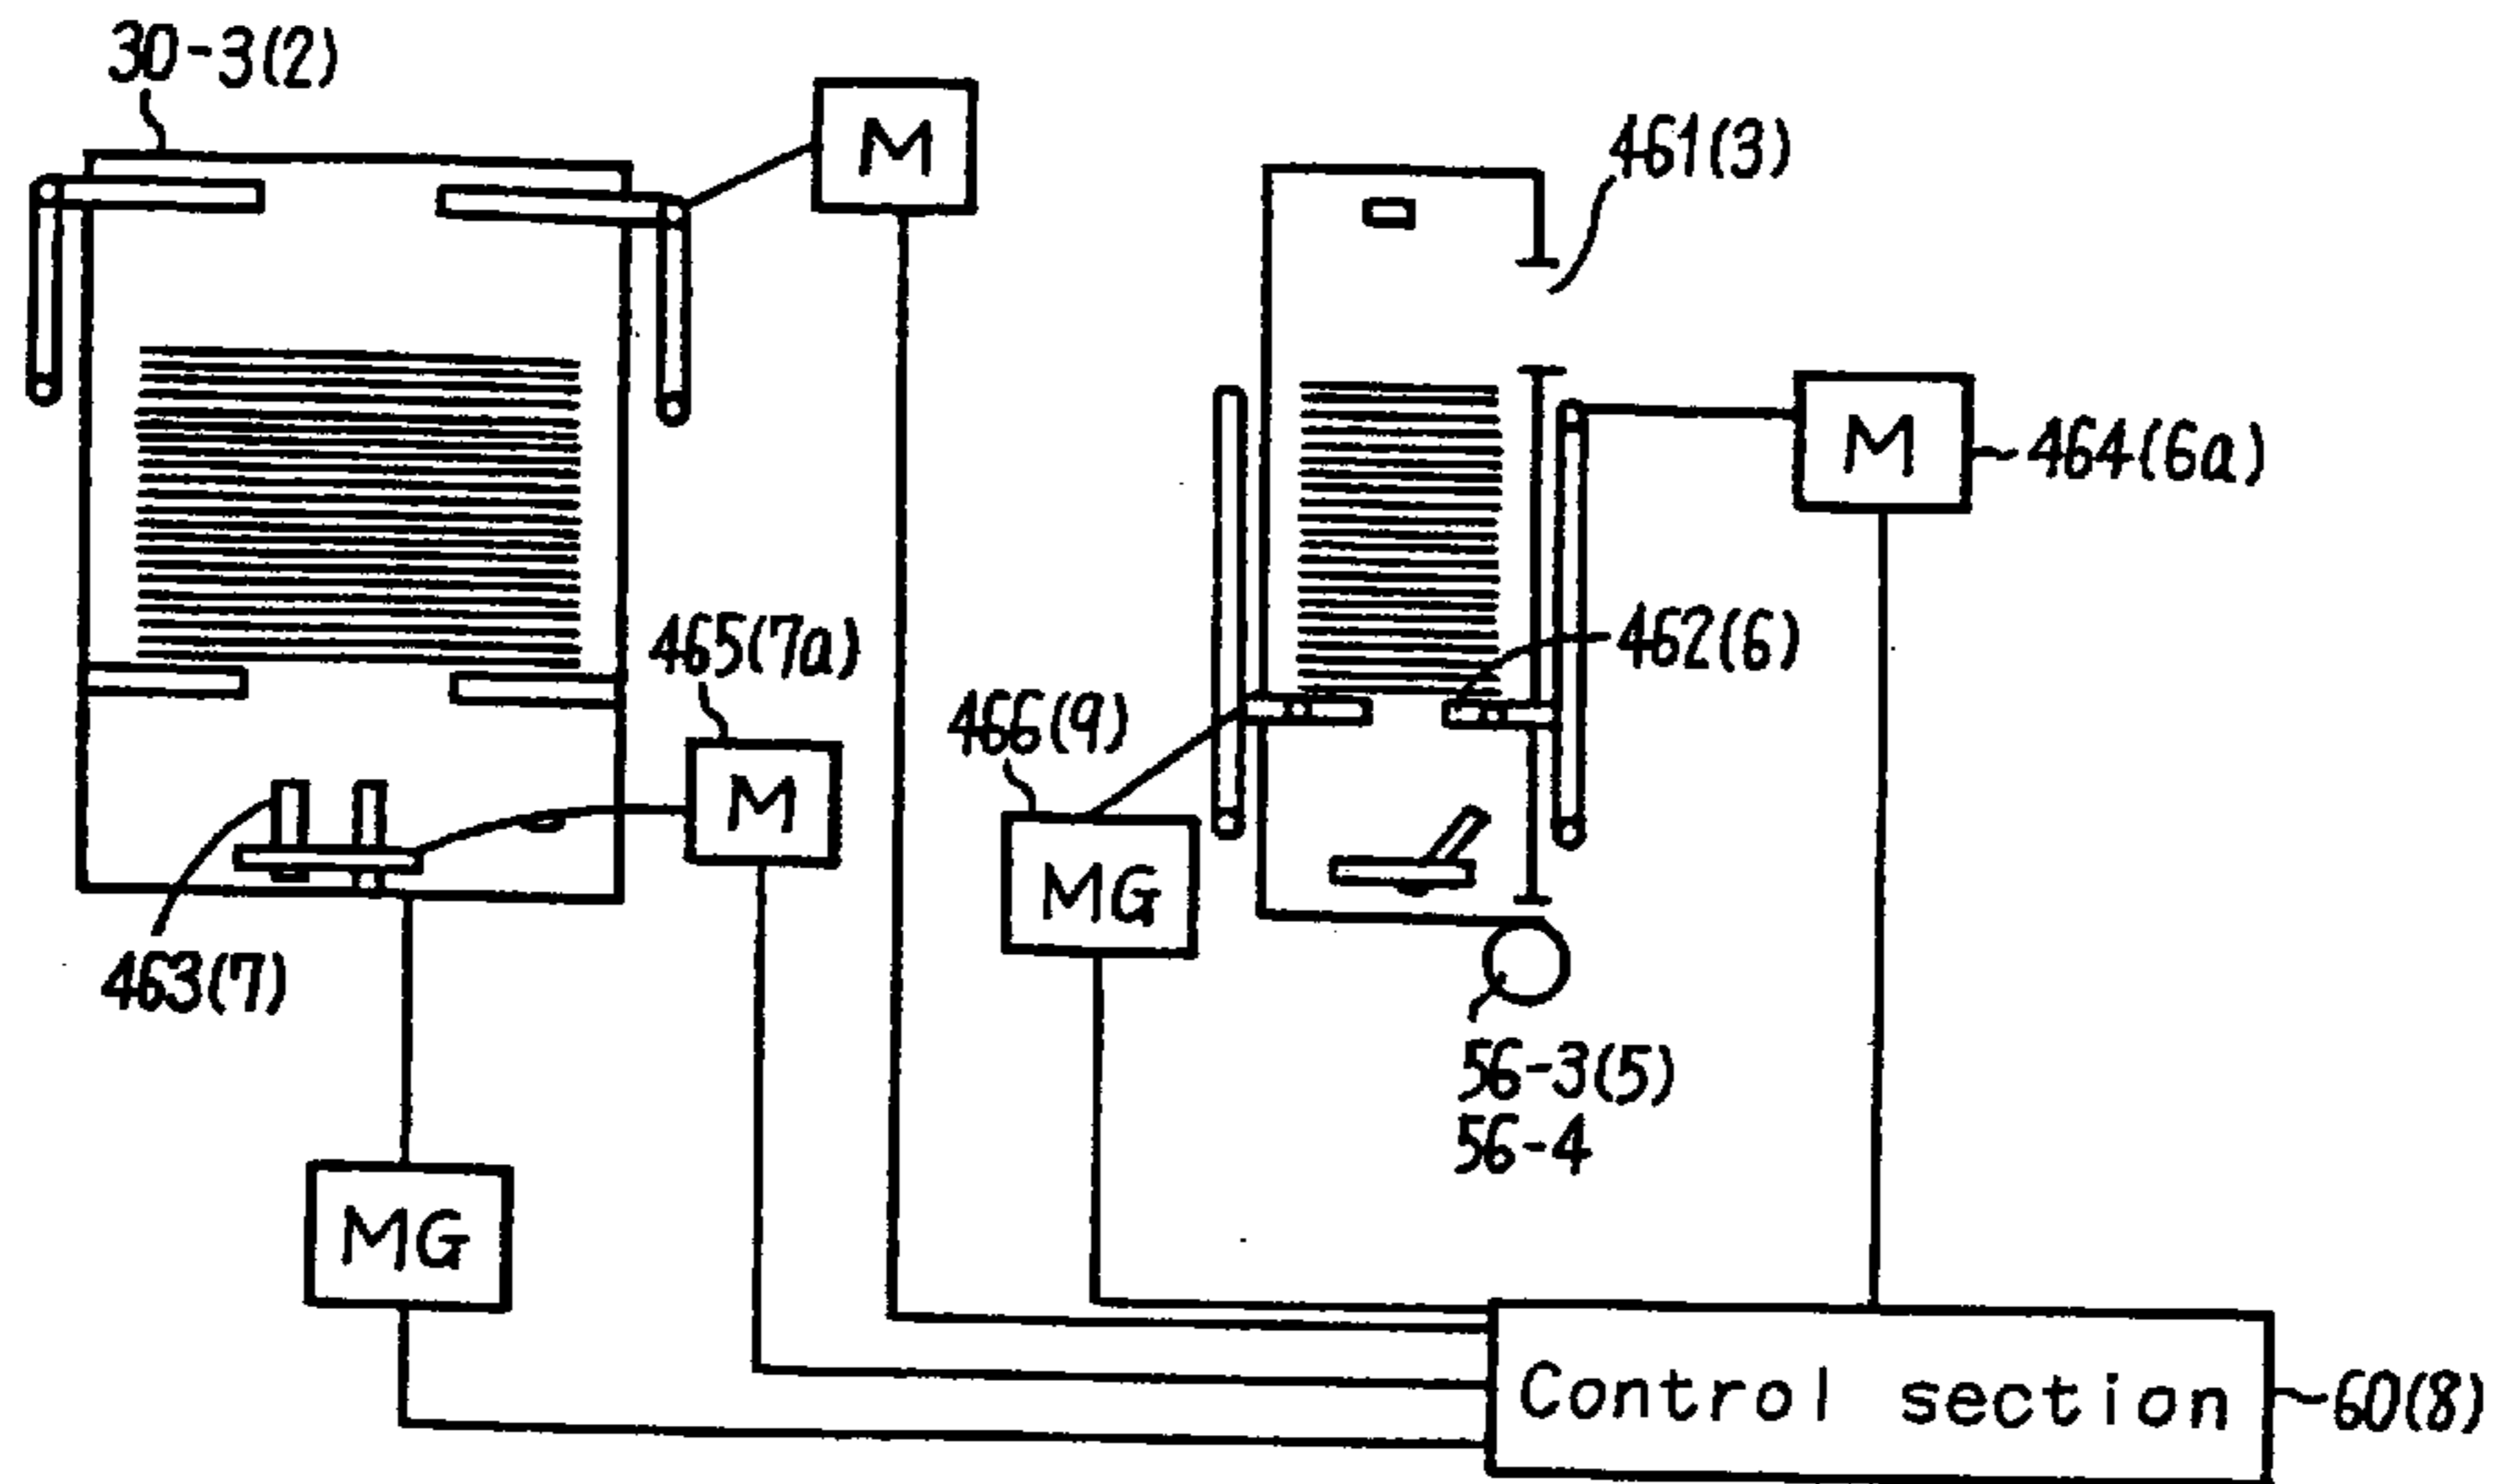 30-3(2)
M
461(3)
M
464(6a)
465(7a)
462(6)
466(9)
M
MG
463(7)
56-3(5)
56-4
MG
Control section
60(8)